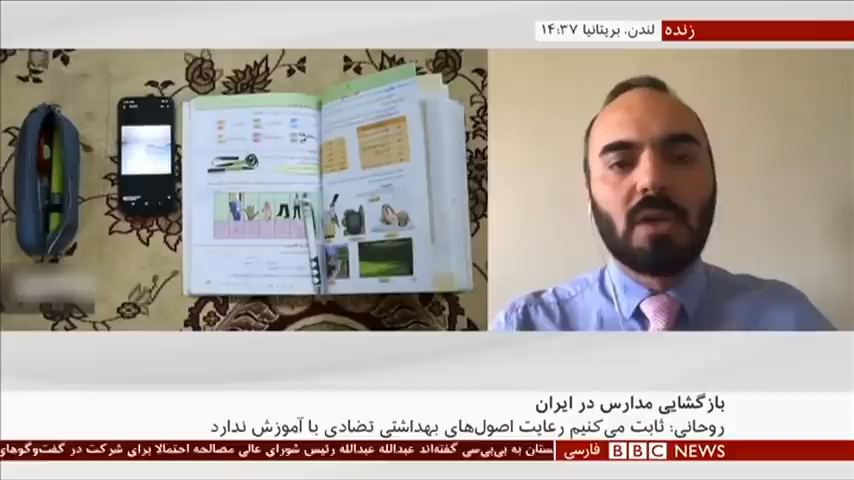 زنده
لندن، بریتانیا ۱۴:۳۷
بازگشایی مدارس در ایران
روحانی: ثابت می‌کنیم رعایت اصول‌های بهداشتی تضادی با آموزش ندارد
BBC NEWS فارسی
ستان به بی‌بی‌سی گفته‌اند عبدالله عبدالله رئیس شورای عالی مصالحه احتمالا برای شرکت در گفت‌وگوهای